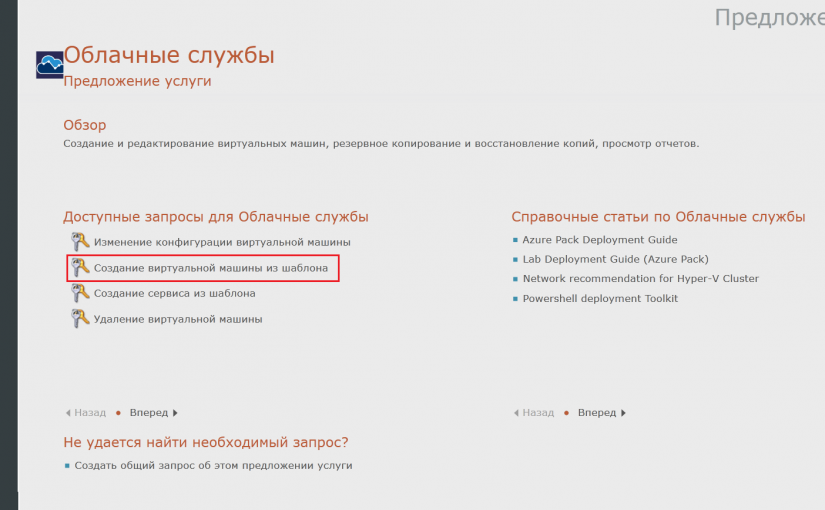 Облачные службы
Предложение услуги
Обзор
Создание и редактирование виртуальных машин, резервное копирование и восстановление копий, просмотр отчетов.
Доступные запросы для Облачные службы
Изменение конфигурации виртуальной машины
Создание виртуальной машины из шаблона
Создание сервиса из шаблона
Удаление виртуальной машины
Назад • Вперед
Справочные статьи по Облачные службы
Azure Pack Deployment Guide
Lab Deployment Guide (Azure Pack)
Network recommendation for Hyper-V Cluster
Powershell deployment Toolkit
Назад • Вперед
Не удается найти необходимый запрос?
Создать общий запрос об этом предложении услуги